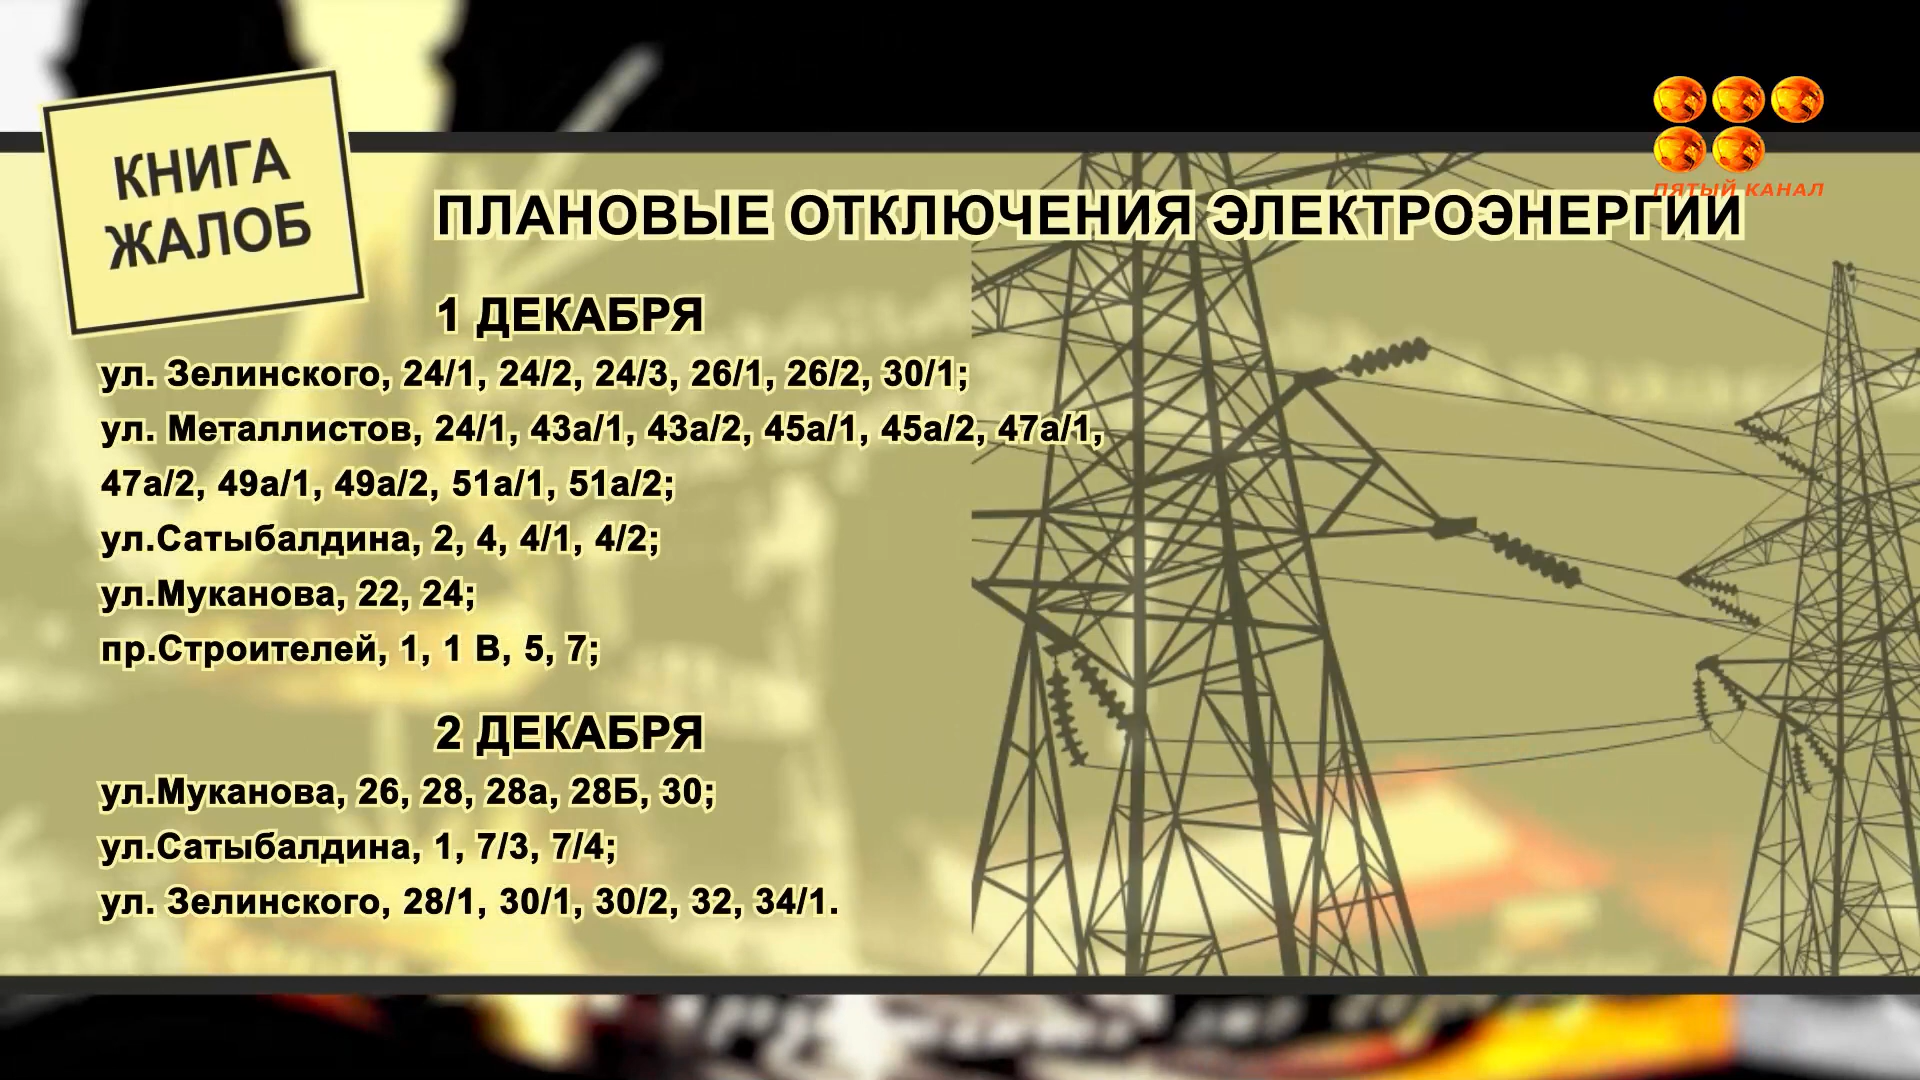 КНИГА
ЖАЛОБ
ПЯТЫЙ КАНАЛ
ПЛАНОВЫЕ ОТКЛЮЧЕНИЯ ЭЛЕКТРОЭНЕРГИИ
1 ДЕКАБРЯ
ул. Зелинского, 24/1, 24/2, 24/3, 26/1, 26/2, 30/1;
ул. Металлистов, 24/1, 43а/1, 43а/2, 45а/1, 45а/2, 47а/1,
47а/2, 49а/1, 49а/2, 51а/1, 51а/2;
ул.Сатыбалдина, 2, 4, 4/1, 4/2;
ул.Муканова, 22, 24;
пр.Строителей, 1, 1 В, 5, 7;
2 ДЕКАБРЯ
ул.Муканова, 26, 28, 28а, 28Б, 30;
ул.Сатыбалдина, 1, 7/3, 7/4;
ул. Зелинского, 28/1, 30/1, 30/2, 32, 34/1.